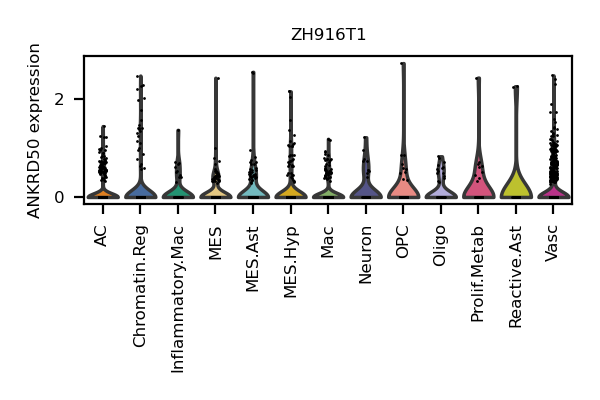 ZH916T1
ANKRD50 expression
2
0
AC
Chromatin.Reg
Inflammatory.Mac
MES
MES.Ast
MES.Hyp
Mac
Neuron
OPC
Oligo
Prolif.Metab
Reactive.Ast
Vasc